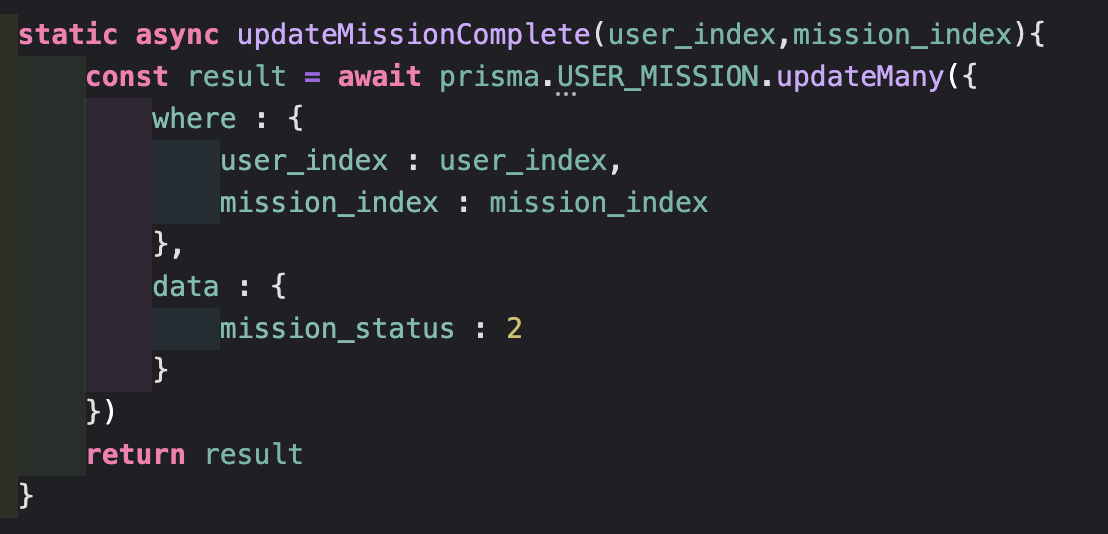 static async updateMissionComplete(user_index,mission_index){
const result = await prisma.USER_MISSION.updateMany({
where : {
user_index : user_index,
mission_index : mission_index
},
data : {
mission_status : 2
}
})
return result
}